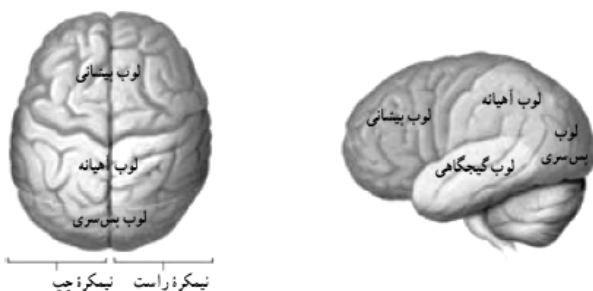 لوب پیشانی
لوب آهیانه
لوب پس‌سری
نیمکرهٔ راست
نیمکرهٔ چپ
لوب پیشانی
لوب آهیانه
لوب
پس‌سری
لوب گیجگاهی